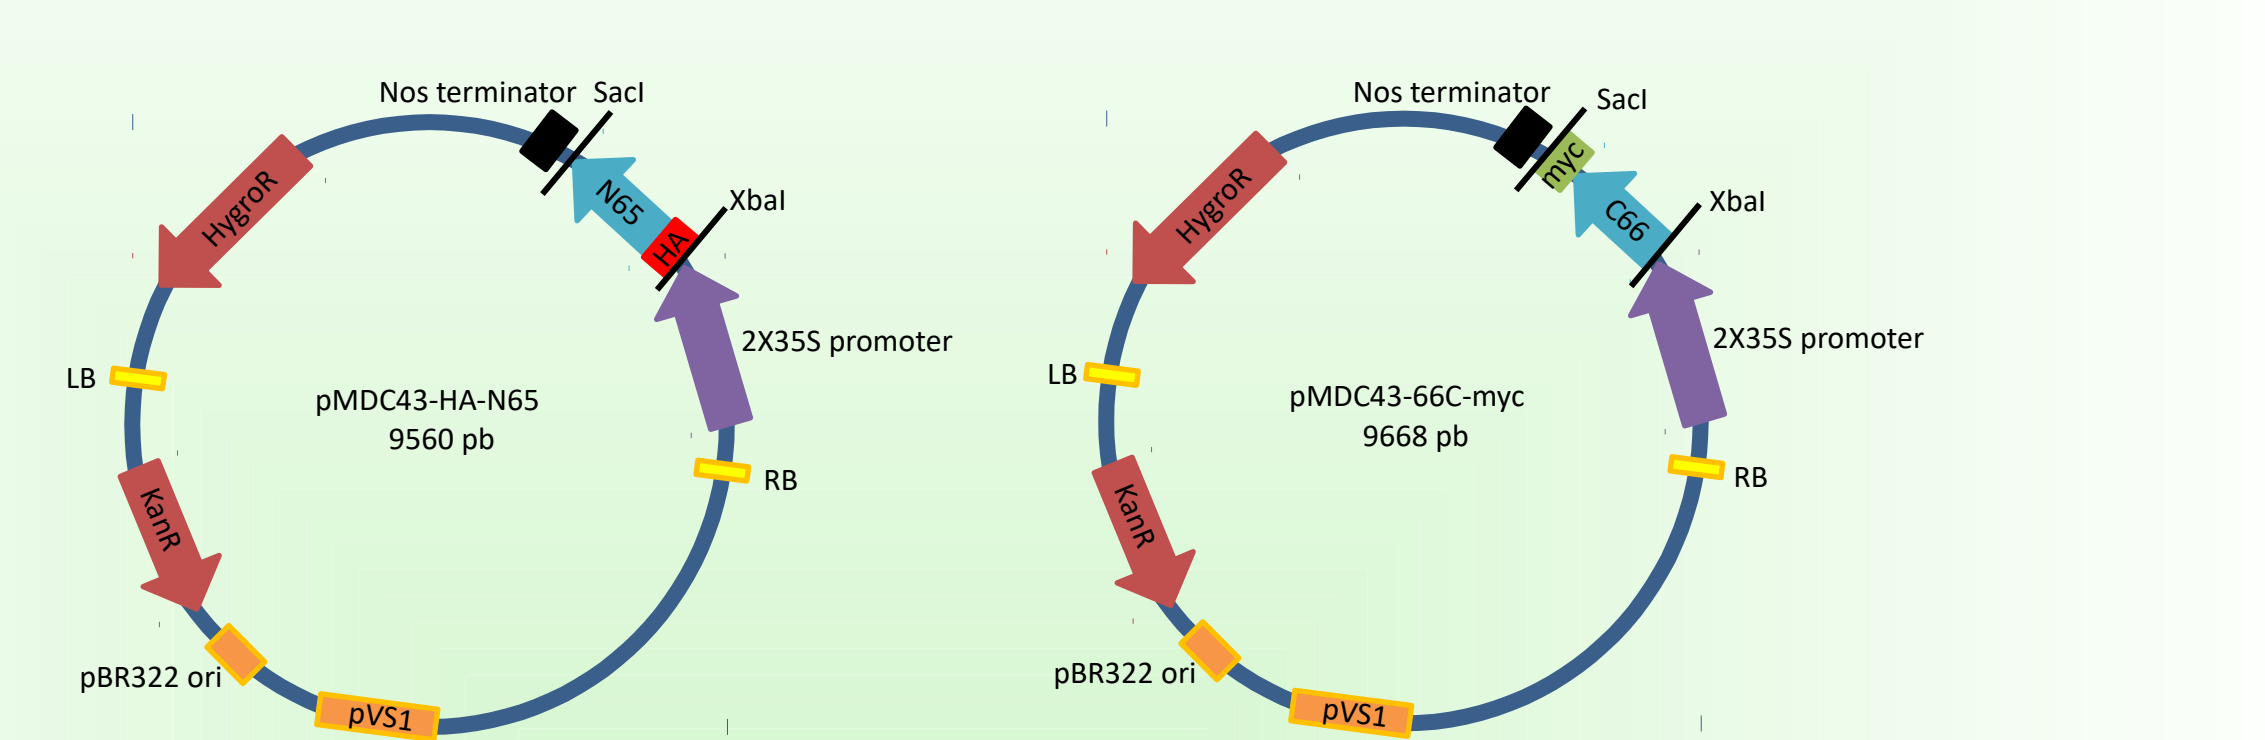 Nos terminator SacI
HygroR
N65
XbaI
HA
2X35S promoter
LB
pMDC43-HA-N65
9560 pb
RB
KanR
pBR322 ori
pVS1
Nos terminator SacI
myc
HygroR
XbaI
C66
2X35S promoter
LB
pMDC43-66C-myc
9668 pb
RB
KanR
pBR322 ori
pVS1